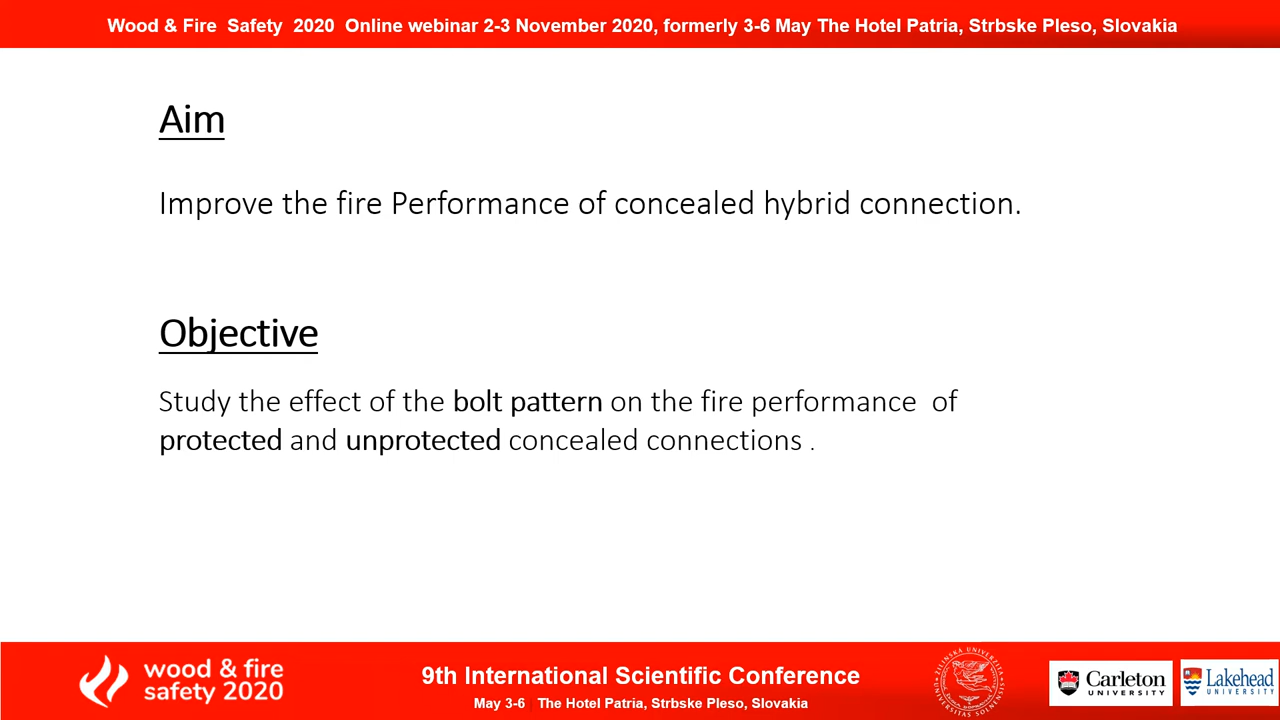 Wood & Fire Safety 2020 Online webinar 2-3 November 2020, formerly 3-6 May The Hotel Patria, Strbske Pleso, Slovakia
Aim
Improve the fire Performance of concealed hybrid connection.
Objective
Study the effect of the bolt pattern on the fire performance of
protected and unprotected concealed connections .
wood & fire
safety 2020
9th International Scientific Conference
May 3-6 The Hotel Patria, Strbske Pleso, Slovakia
Carleton
UNIVERSITY
Lakehead
UNIVERSITY